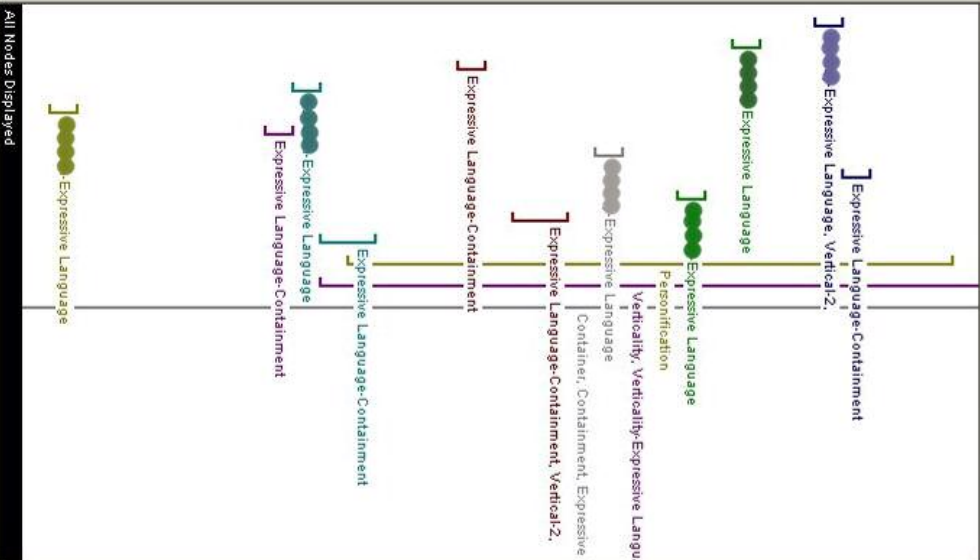 All Nodes Displayed
Expressive Language
Expressive Language-Containment
Expressive Language
Expressive Language-Containment
Expressive Language-Containment
Expressive Language-Containment, Vertical-2,
Container, Containment, Expressive
Expressive Language
Verticality, Verticality-Expressive Langu
Personification
Expressive Language
Expressive Language
Expressive Language, Vertical-2,
Expressive Language-Containment